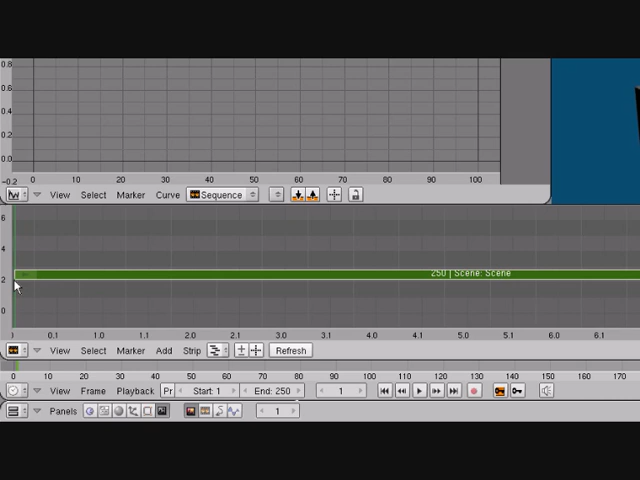 0.8
0.6
0.4
0.2
0.0
-0.2
0 10 20 30 40 50 60 70 80 90 100
View Select Marker Curve Sequence
6
4
2
0
250 | Scene: Scene
0.1 1.0 1.1 2.0 2.1 3.0 3.1 4.0 4.1 5.0 5.1 6.0 6.1
View Select Marker Add Strip Refresh
0 10 20 30 40 50 60 70 80 90 100 110 120 130 140 150 160 170
View Frame Playback Pr Start: 1 End: 250 1
Panels 1